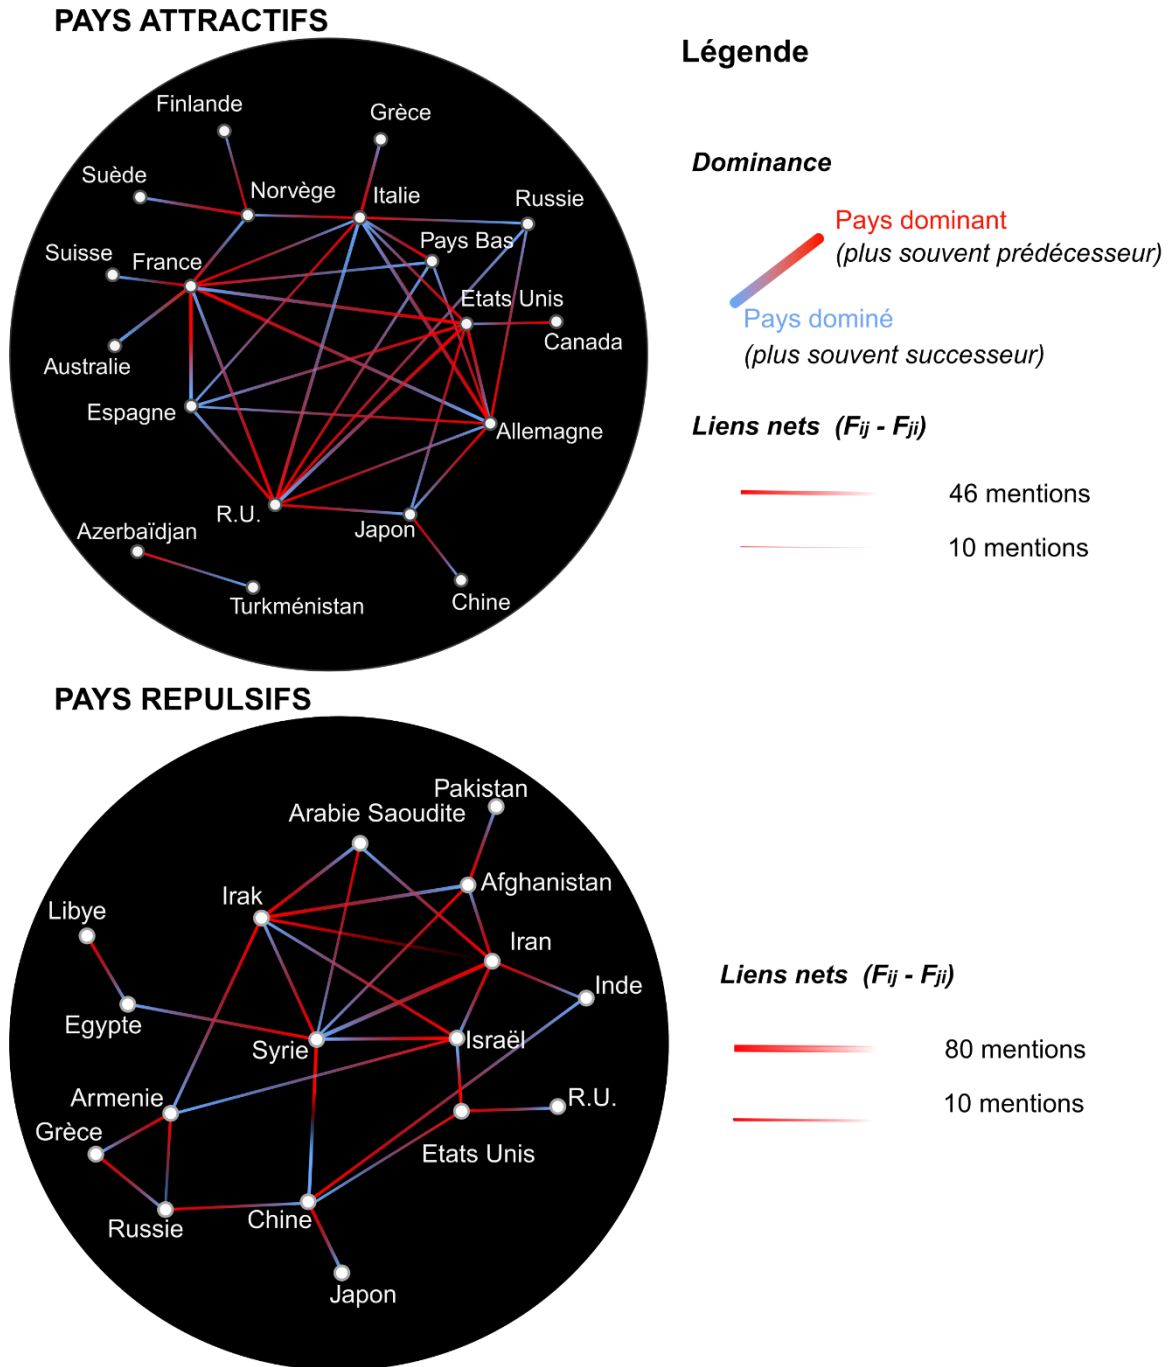 PAYS ATTRACTIFS
Légende
Finlande
Grèce
Suède
Norvège
Italie
Russie
Suisse
France
Pays Bas
Etats Unis
Canada
Australie
Espagne
Allemagne
R.U.
Japon
Azerbaïdjan
Turkménistan
Chine
Dominance
Pays dominant
(plus souvent prédécesseur)
Pays dominé
(plus souvent successeur)
Liens nets (Fij - Fji)
46 mentions
10 mentions
PAYS REPULSIFS
Pakistan
Arabie Saoudite
Afghanistan
Irak
Libye
Iran
Inde
Egypte
Syrie
Israël
Armenie
R.U.
Grèce
Etats Unis
Russie
Chine
Japon
Liens nets (Fij - Fji)
80 mentions
10 mentions